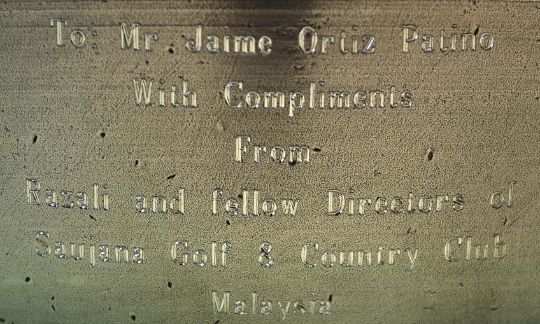 To: Mr Jaime Ortiz Patino
With Compliments
From
Razali and fellow Directors of
Saujana Golf & Country Club
Malaysia